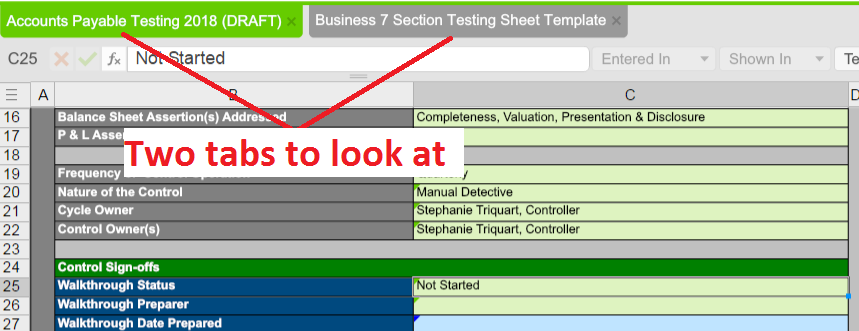 Accounts Payable Testing 2018 (DRAFT) × Business 7 Section Testing Sheet Template ×
C25 fx Not Started Entered In Shown In Te
A B C D
16 Balance Sheet Assertion(s) Addressed Completeness, Valuation, Presentation & Disclosure
17 P & L Asse
Two tabs to look at
18
19 Frequency
20 Nature of the Control Manual Detective
21 Cycle Owner Stephanie Triquart, Controller
22 Control Owner(s) Stephanie Triquart, Controller
23
24 Control Sign-offs
25 Walkthrough Status Not Started
26 Walkthrough Preparer
27 Walkthrough Date Prepared